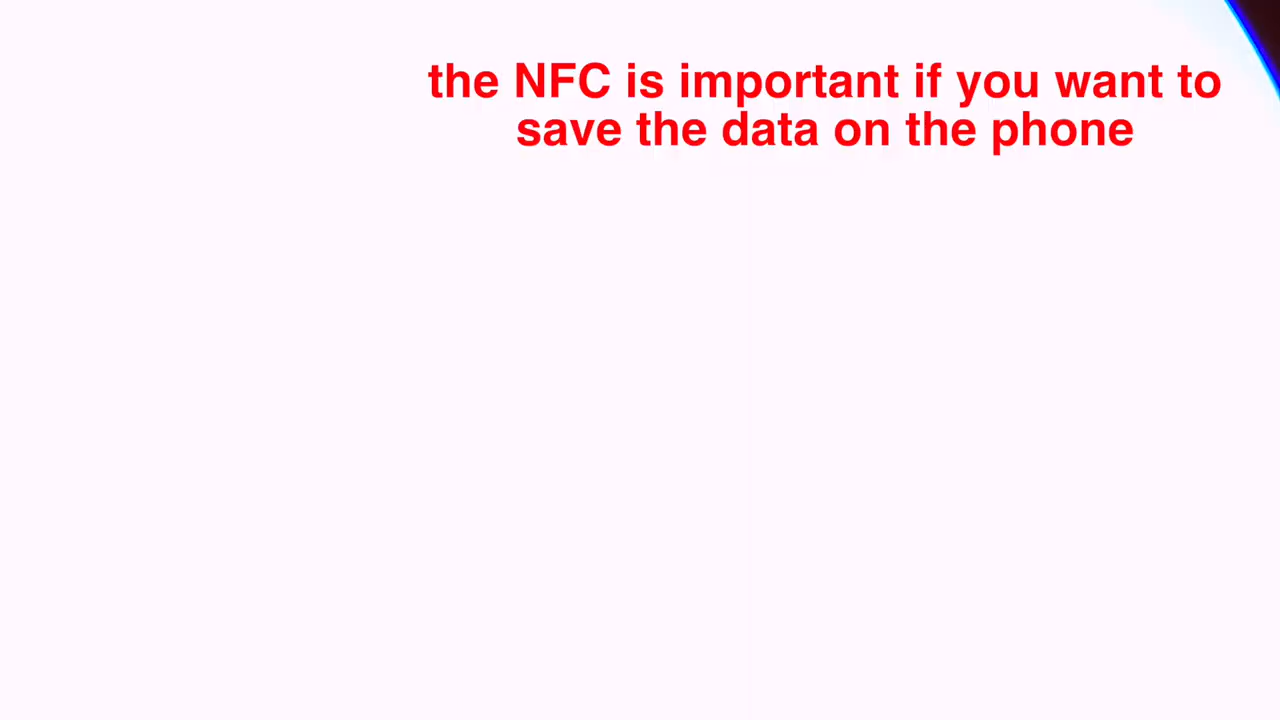 the NFC is important if you want to
save the data on the phone